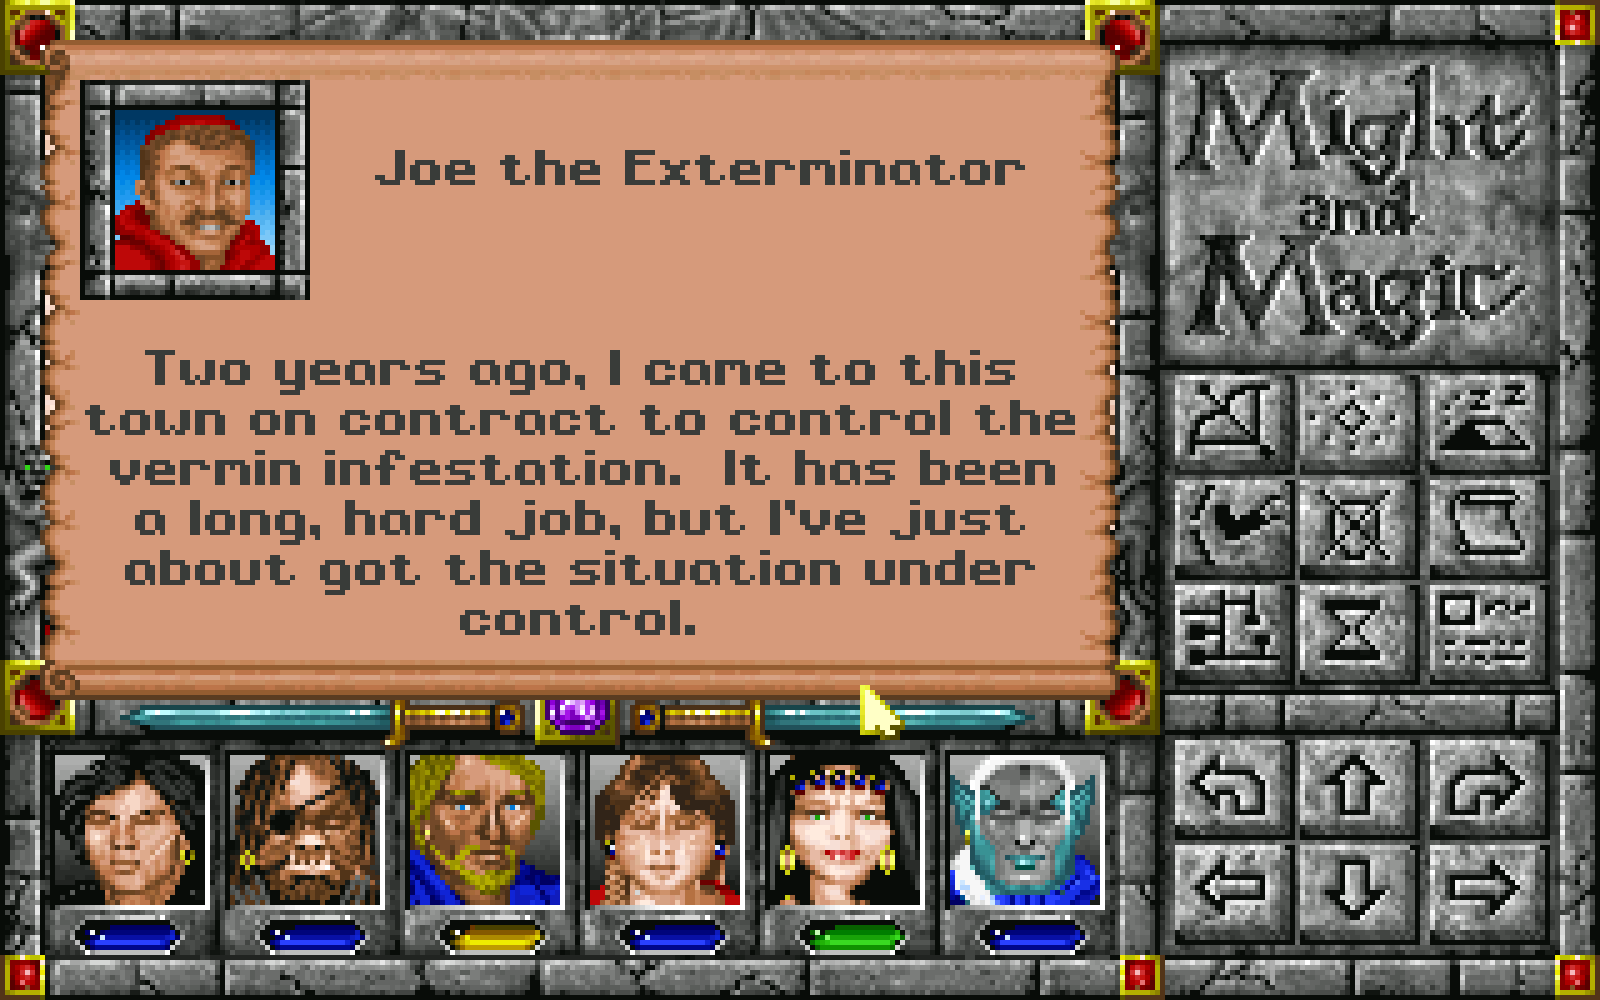 Might
and
Magic
Joe the Exterminator
Two years ago, I came to this
town on contract to control the
vermin infestation.  It has been
a long, hard job, but I've just
about got the situation under
control.
z z